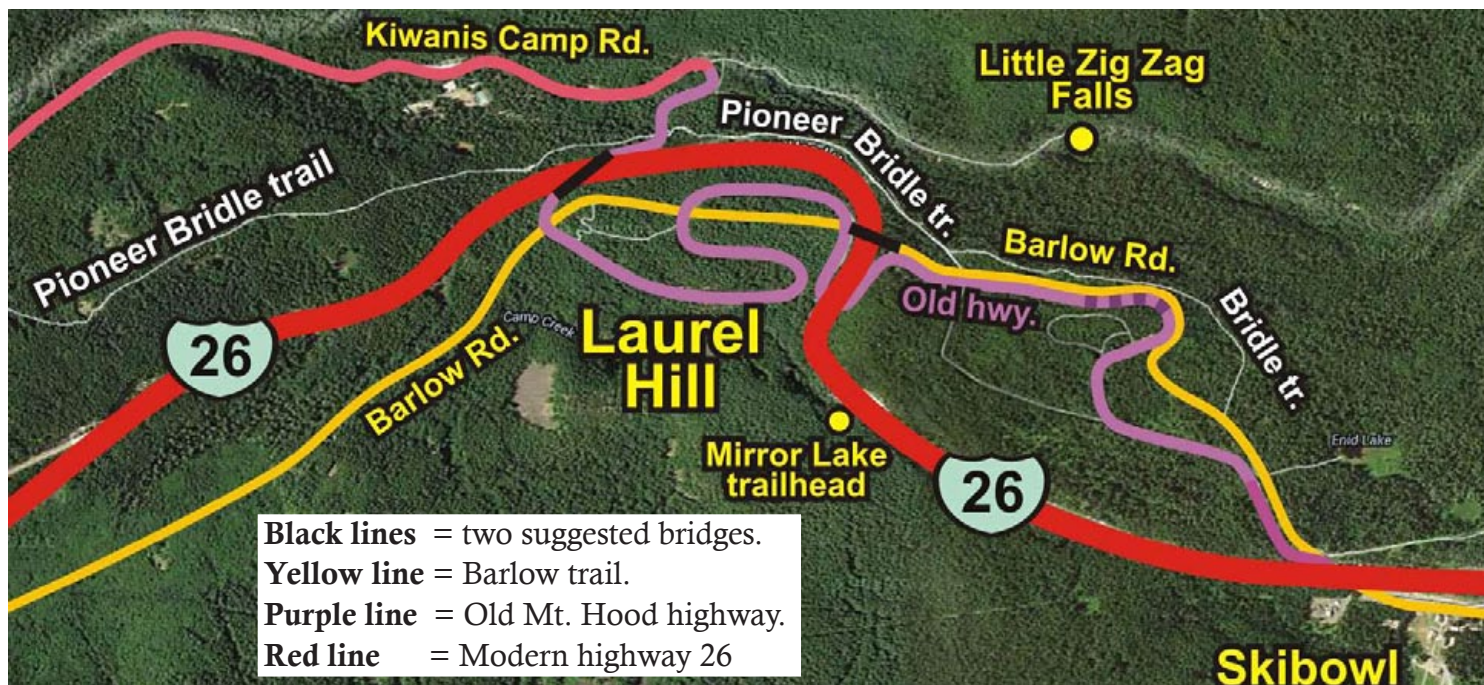 Kiwanis Camp Rd.
Little Zig Zag
Falls
Pioneer Bridle tr.
Pioneer Bridle trail
Barlow Rd.
Old hwy.
Bridle tr.
26
Camp Creek
Laurel
Hill
Barlow Rd.
Mirror Lake
trailhead
Enid Lake
26
Black lines = two suggested bridges.
Yellow line = Barlow trail.
Purple line = Old Mt. Hood highway.
Red line = Modern highway 26
Skibowl